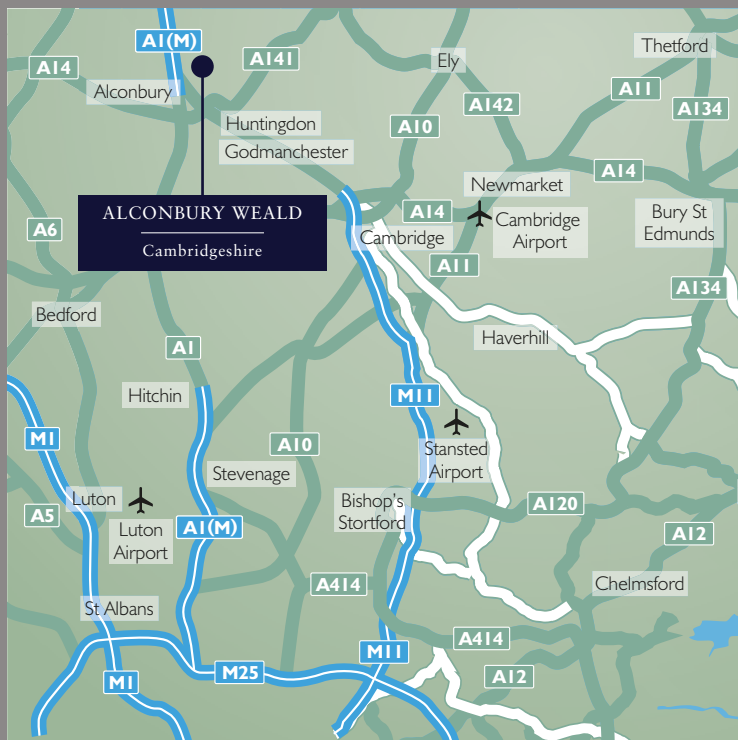 A1(M)
Thetford
A14
A141
Ely
Alconbury
A11
A142
A134
Huntingdon
A10
Godmanchester
A14
Newmarket
ALCONBURY WEALD
Cambridgeshire
A14
Cambridge
Airport
Bury St
Edmunds
A6
Cambridge
A11
A134
Bedford
Haverhill
A1
Hitchin
M11
M1
A10
Stansted
Airport
Stevenage
Luton
Bishop's
Stortford
A120
A5
Luton
Airport
A1(M)
A12
A414
Chelmsford
St Albans
A414
M11
M25
A12
M1